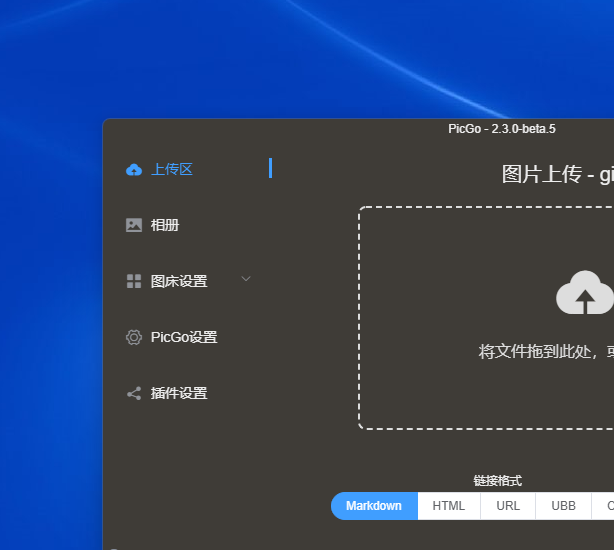 PicGo - 2.3.0-beta.5
上传区
图片上传 - gi
相册
图床设置
PicGo设置
将文件拖到此处，
插件设置
链接格式
Markdown HTML URL UBB